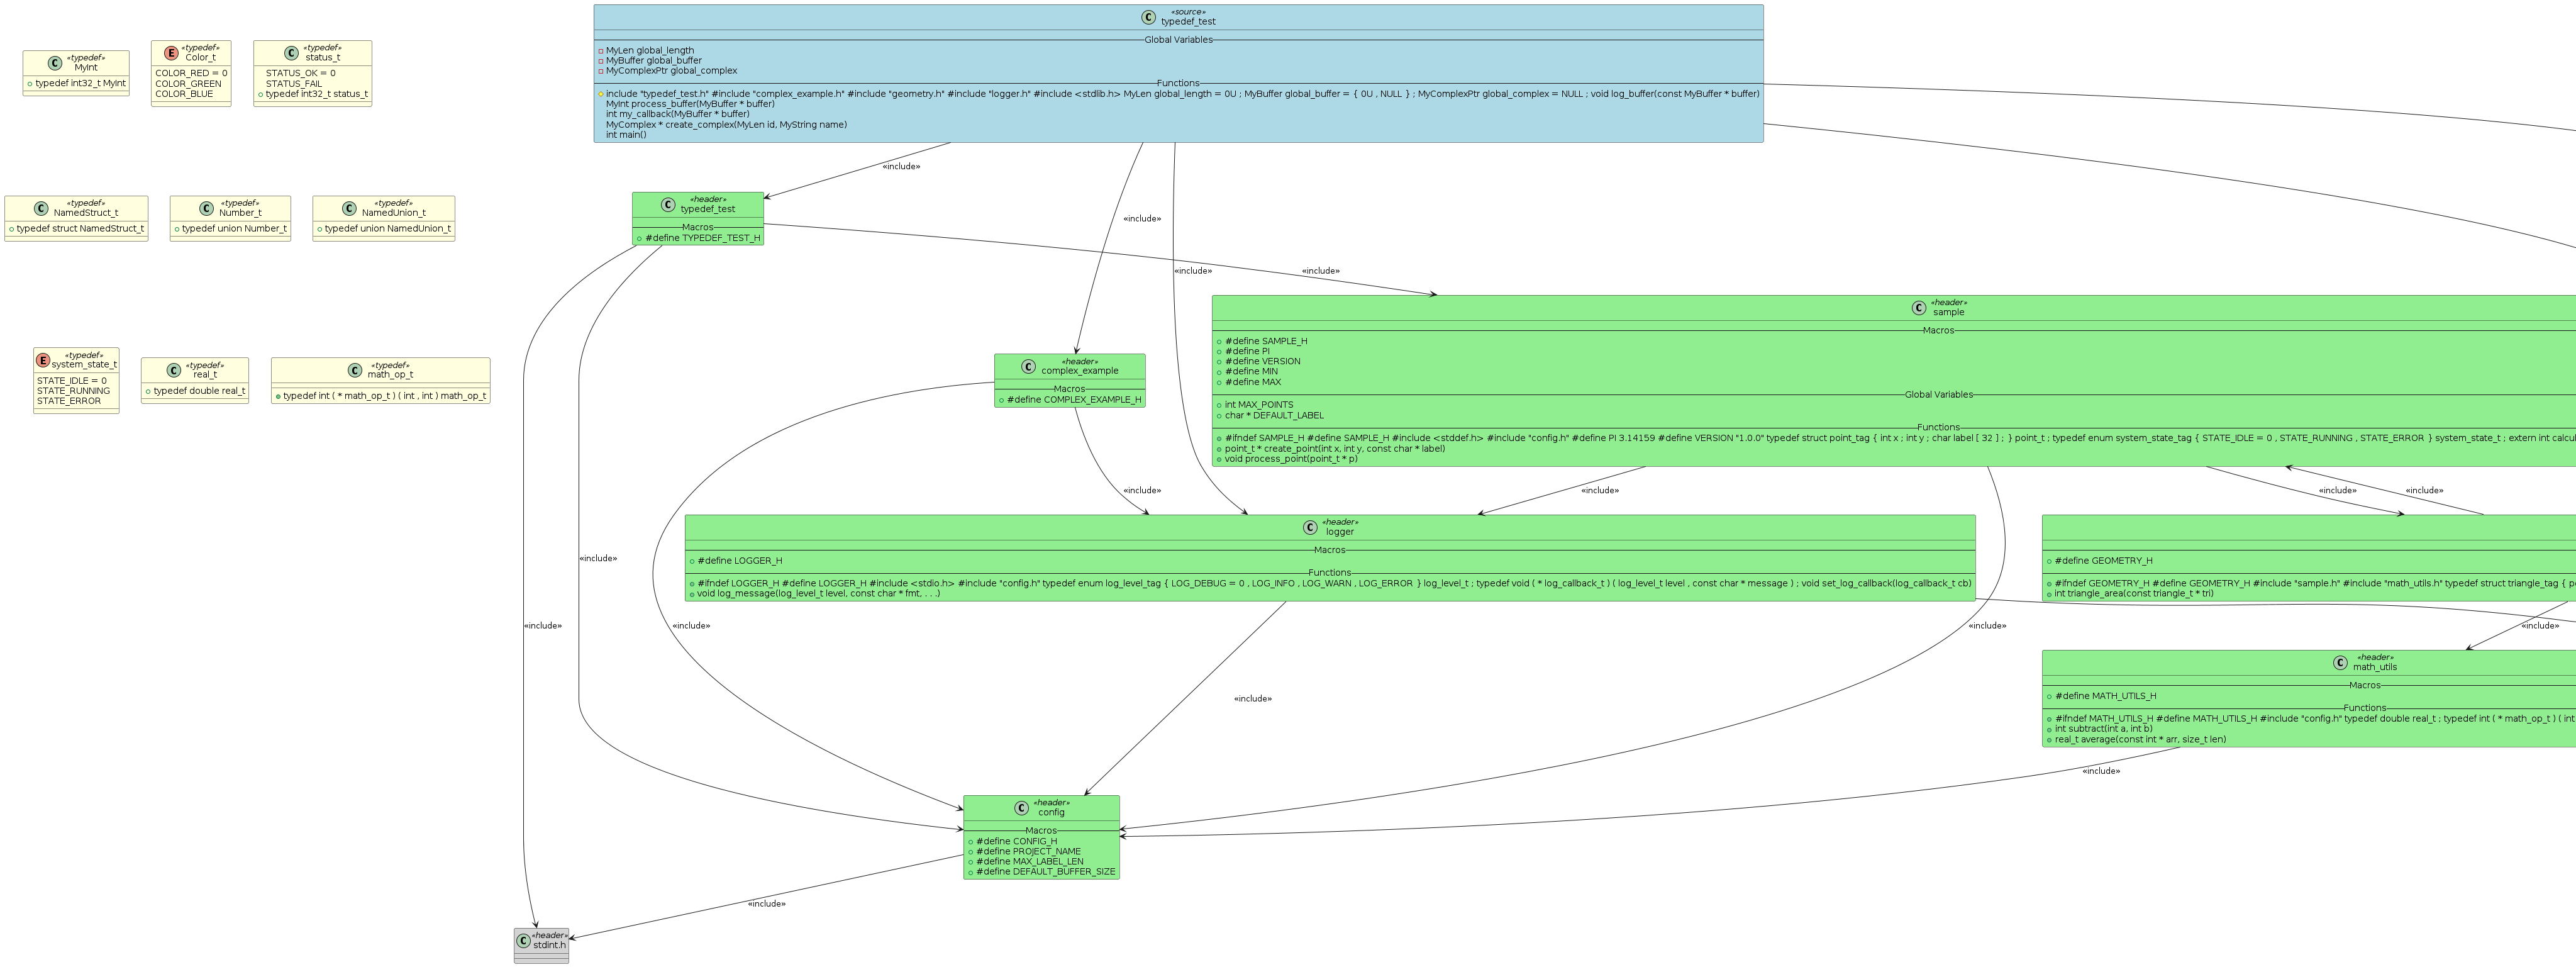 «source»
C typedef_test
Global Variables
MyLen global_length
MyBuffer global_buffer
MyComplexPtr global_complex
Functions
include "typedef_test.h" #include "complex_example.h" #include "geometry.h" #include "logger.h" #include <stdlib.h> MyLen global_length = 0U ; MyBuffer global_buffer = { 0U , NULL } ; MyComplexPtr global_complex = NULL ; void log_buffer(const MyBuffer * buffer)
MyInt process_buffer(MyBuffer * buffer)
int my_callback(MyBuffer * buffer)
MyComplex * create_complex(MyLen id, MyString name)
int main()
«typedef»
C MyInt
typedef int32_t MyInt
«typedef»
E Color_t
COLOR_RED = 0
COLOR_GREEN
COLOR_BLUE
«typedef»
C status_t
STATUS_OK = 0
STATUS_FAIL
typedef int32_t status_t
«typedef»
C NamedStruct_t
typedef struct NamedStruct_t
«typedef»
C Number_t
typedef union Number_t
«typedef»
C NamedUnion_t
typedef union NamedUnion_t
«typedef»
E system_state_t
STATE_IDLE = 0
STATE_RUNNING
STATE_ERROR
«typedef»
C real_t
typedef double real_t
«typedef»
C math_op_t
typedef int ( * math_op_t ) ( int , int ) math_op_t
«include»
«header»
C typedef_test
Macros
#define TYPEDEF_TEST_H
«include»
«include»
«include»
«header»
C sample
Macros
#define SAMPLE_H
#define PI
#define VERSION
#define MIN
#define MAX
Global Variables
int MAX_POINTS
char * DEFAULT_LABEL
Functions
#ifndef SAMPLE_H #define SAMPLE_H #include <stddef.h> #include "config.h" #define PI 3.14159 #define VERSION "1.0.0" typedef struct point_tag { int x ; int y ; char label [ 32 ] ; } point_t ; typedef enum system_state_tag { STATE_IDLE = 0 , STATE_RUNNING , STATE_ERROR } system_state_t ; extern int calcul
point_t * create_point(int x, int y, const char * label)
void process_point(point_t * p)
«header»
C complex_example
Macros
#define COMPLEX_EXAMPLE_H
«include»
«include»
«include»
«include»
«header»
C logger
Macros
#define LOGGER_H
Functions
#ifndef LOGGER_H #define LOGGER_H #include <stdio.h> #include "config.h" typedef enum log_level_tag { LOG_DEBUG = 0 , LOG_INFO , LOG_WARN , LOG_ERROR } log_level_t ; typedef void ( * log_callback_t ) ( log_level_t level , const char * message ) ; void set_log_callback(log_callback_t cb)
void log_message(log_level_t level, const char * fmt, . . .)
#define GEOMETRY_H
#ifndef GEOMETRY_H #define GEOMETRY_H #include "sample.h" #include "math_utils.h" typedef struct triangle_tag { p
int triangle_area(const triangle_t * tri)
«include»
«include»
«include»
«include»
«include»
«header»
C math_utils
Macros
#define MATH_UTILS_H
Functions
#ifndef MATH_UTILS_H #define MATH_UTILS_H #include "config.h" typedef double real_t ; typedef int ( * math_op_t ) ( int
int subtract(int a, int b)
real_t average(const int * arr, size_t len)
«include»
«include»
«header»
C config
Macros
#define CONFIG_H
#define PROJECT_NAME
#define MAX_LABEL_LEN
#define DEFAULT_BUFFER_SIZE
«include»
«header»
C stdint.h